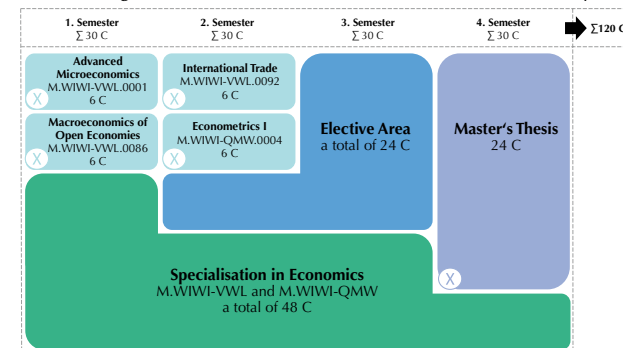 1. Semester
∑ 30 C
2. Semester
∑ 30 C
3. Semester
∑ 30 C
4. Semester
∑ 30 C
∑120 C
Advanced
Microeconomics
M.WIWI-VWL.0001
6 C
X
International Trade
M.WIWI-VWL.0092
6 C
X
Macroeconomics of
Open Economies
M.WIWI-VWL.0086
6 C
X
Econometrics I
M.WIWI-QMW.0004
6 C
X
Elective Area
a total of 24 C
Master‘s Thesis
24 C
X
Specialisation in Economics
M.WIWI-VWL and M.WIWI-QMW
a total of 48 C